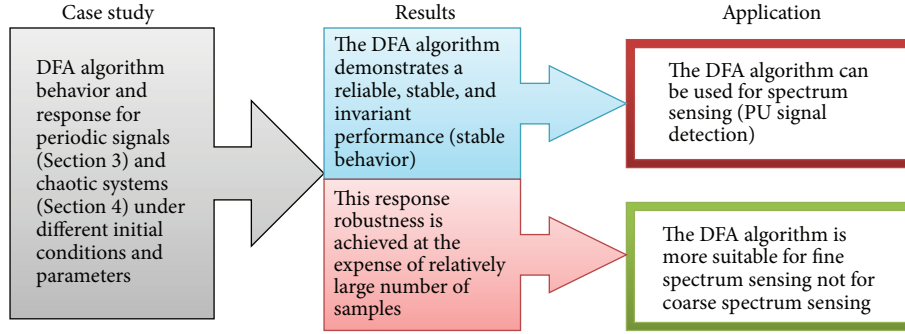 Case study
DFA algorithm
behavior and
response for
periodic signals
(Section 3) and
chaotic systems
(Section 4) under
different initial
conditions and
parameters
Results
The DFA algorithm
demonstrates a
reliable, stable, and
invariant
performance (stable
behavior)
This response
robustness is
achieved at the
expense of relatively
large number of
samples
Application
The DFA algorithm can
be used for spectrum
sensing (PU signal
detection)
The DFA algorithm is
more suitable for fine
spectrum sensing not for
coarse spectrum sensing